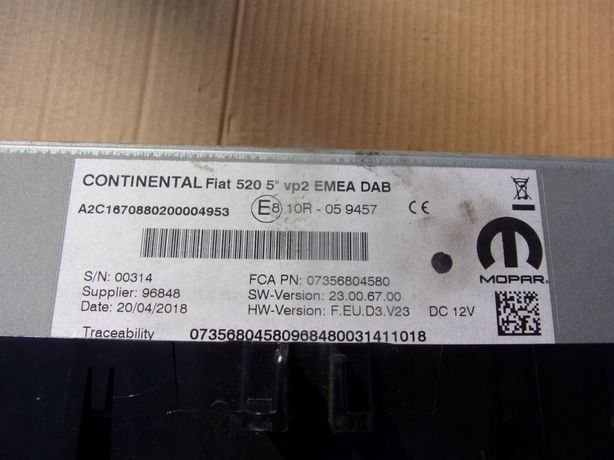 CONTINENTAL Fiat 520 5" vp2 EMEA DAB
A2C1670880200004953
E8 10R - 05 9457 CE
S/N: 00314
Supplier: 96848
Date: 20/04/2018
FCA PN: 07356804580
SW-Version: 23.00.67.00
HW-Version: F.EU.D3.V23 DC 12V
MOPAR.
Traceability 07356804580968480031411018